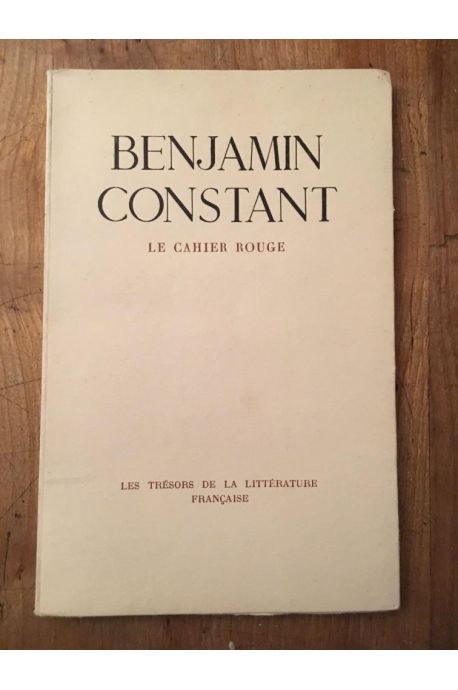 BENJAMIN
CONSTANT
LE CAHIER ROUGE
LES TRÉSORS DE LA LITTÉRATURE
FRANÇAISE